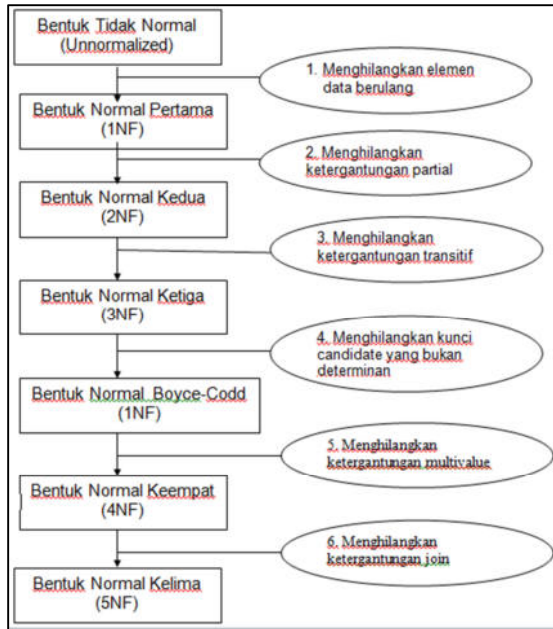 Bentuk Tidak Normal
(Unnormalized)
1. Menghilangkan elemen
data berulang
Bentuk Normal Pertama
(1NF)
2. Menghilangkan
ketergantungan partial
Bentuk Normal Kedua
(2NF)
3. Menghilangkan
ketergantungan transitif
Bentuk Normal Ketiga
(3NF)
4. Menghilangkan kunci
candidate yang bukan
determinan
Bentuk Normal Boyce-Codd
(1NF)
5. Menghilangkan
ketergantungan multivalue
Bentuk Normal Keempat
(4NF)
6. Menghilangkan
ketergantungan join
Bentuk Normal Kelima
(5NF)